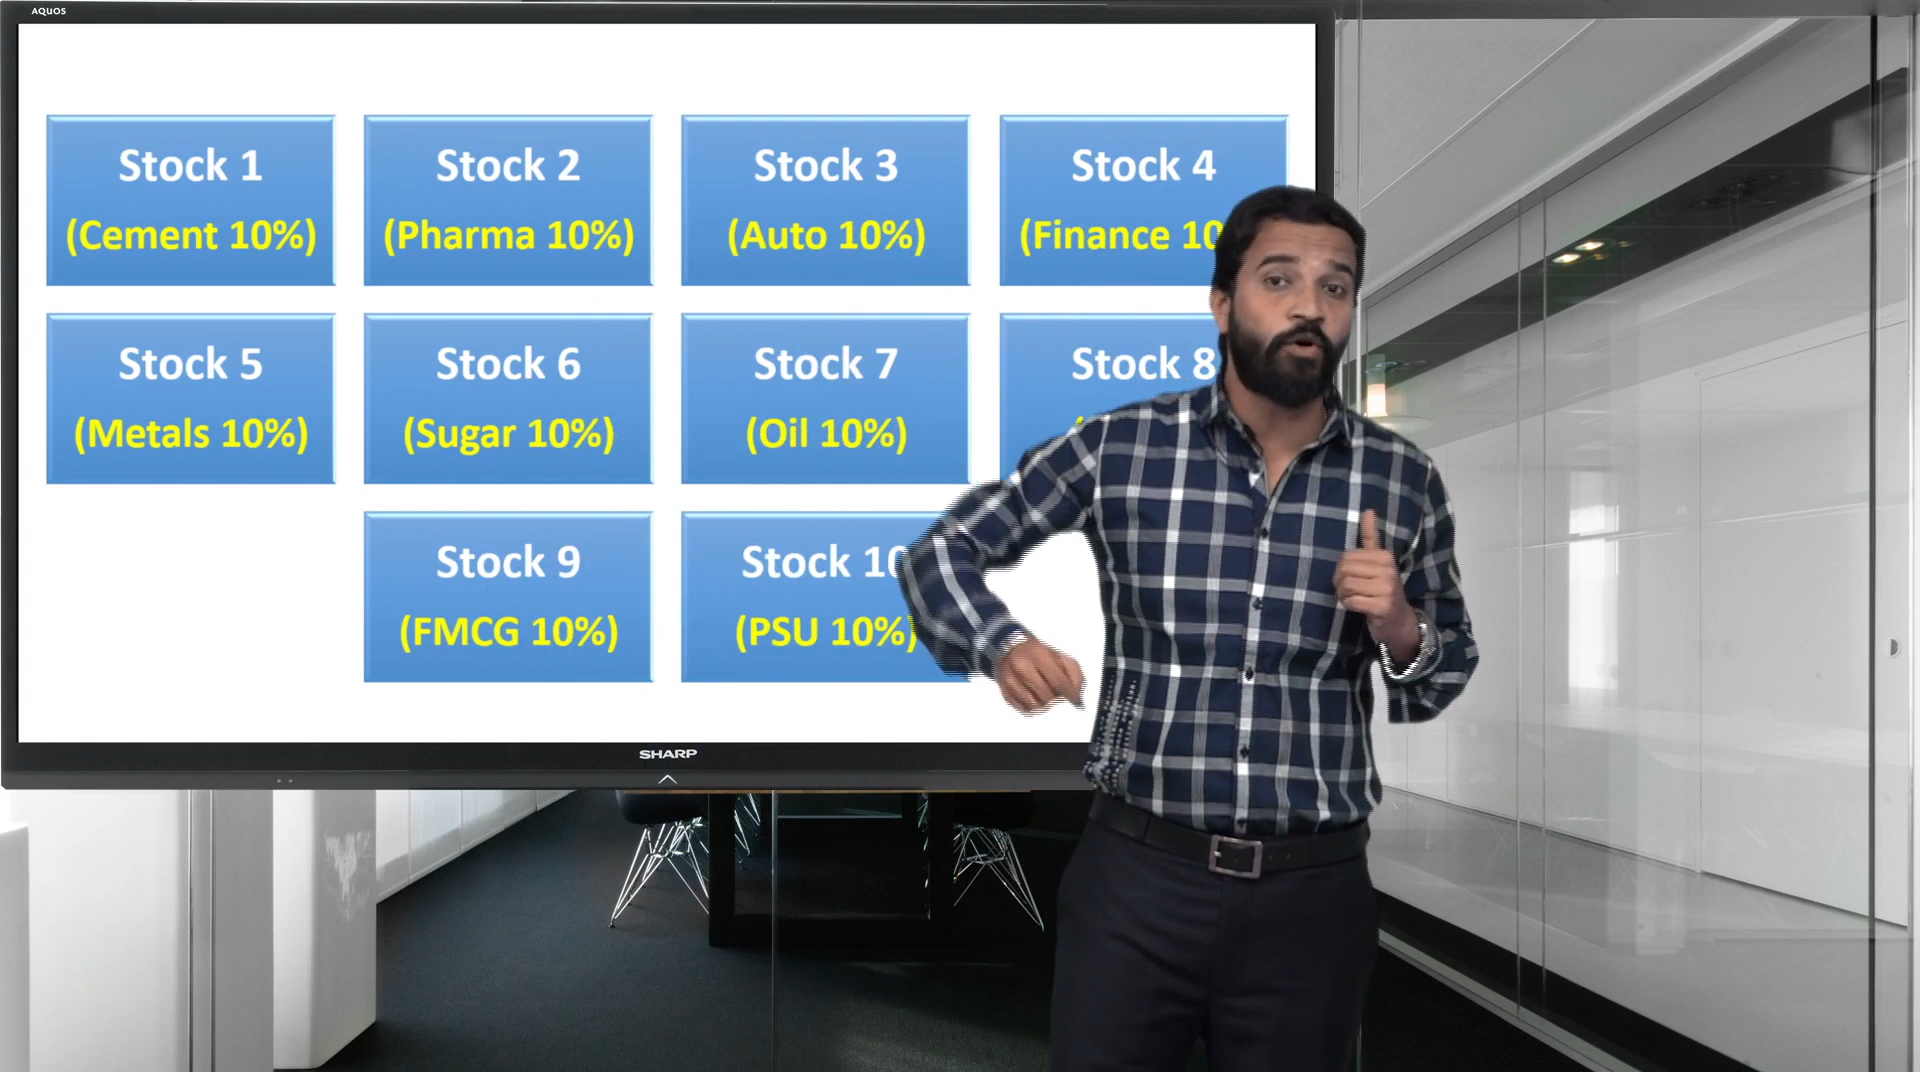 AQUOS
Stock 1
(Cement 10%)
Stock 2
(Pharma 10%)
Stock 3
(Auto 10%)
Stock 4
(Finance 10
Stock 5
(Metals 10%)
Stock 6
(Sugar 10%)
Stock 7
(Oil 10%)
Stock 8
Stock 9
(FMCG 10%)
Stock 10
(PSU 10%)
SHARP